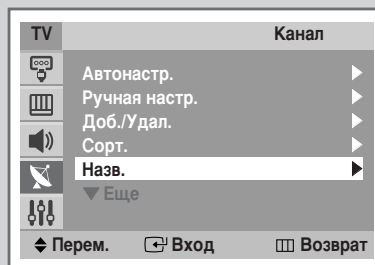 TV Канал
Автонастр.
Ручная настр.
Доб./Удал.
Сорт.
Назв.
Еще
Перем. Вход Возврат